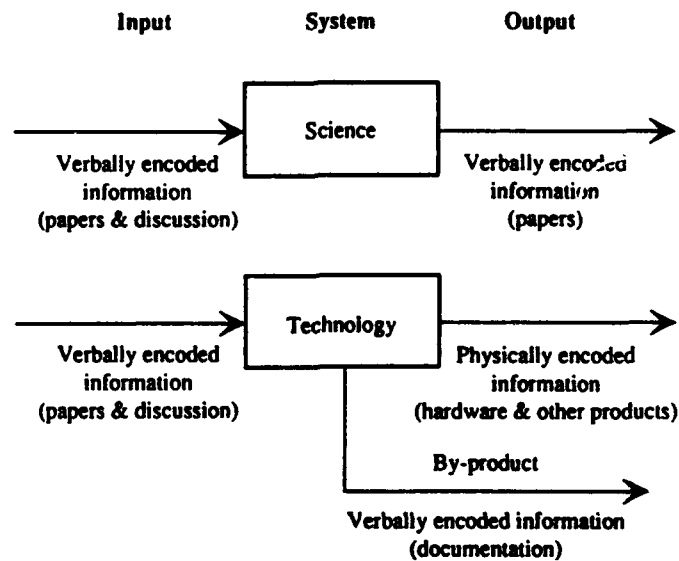 Input System Output
Science
Verbally encoded
information
(papers & discussion)
Verbally encoded
information
(papers)
Technology
Verbally encoded
information
(papers & discussion)
Physically encoded
information
(hardware & other products)
By-product
Verbally encoded information
(documentation)